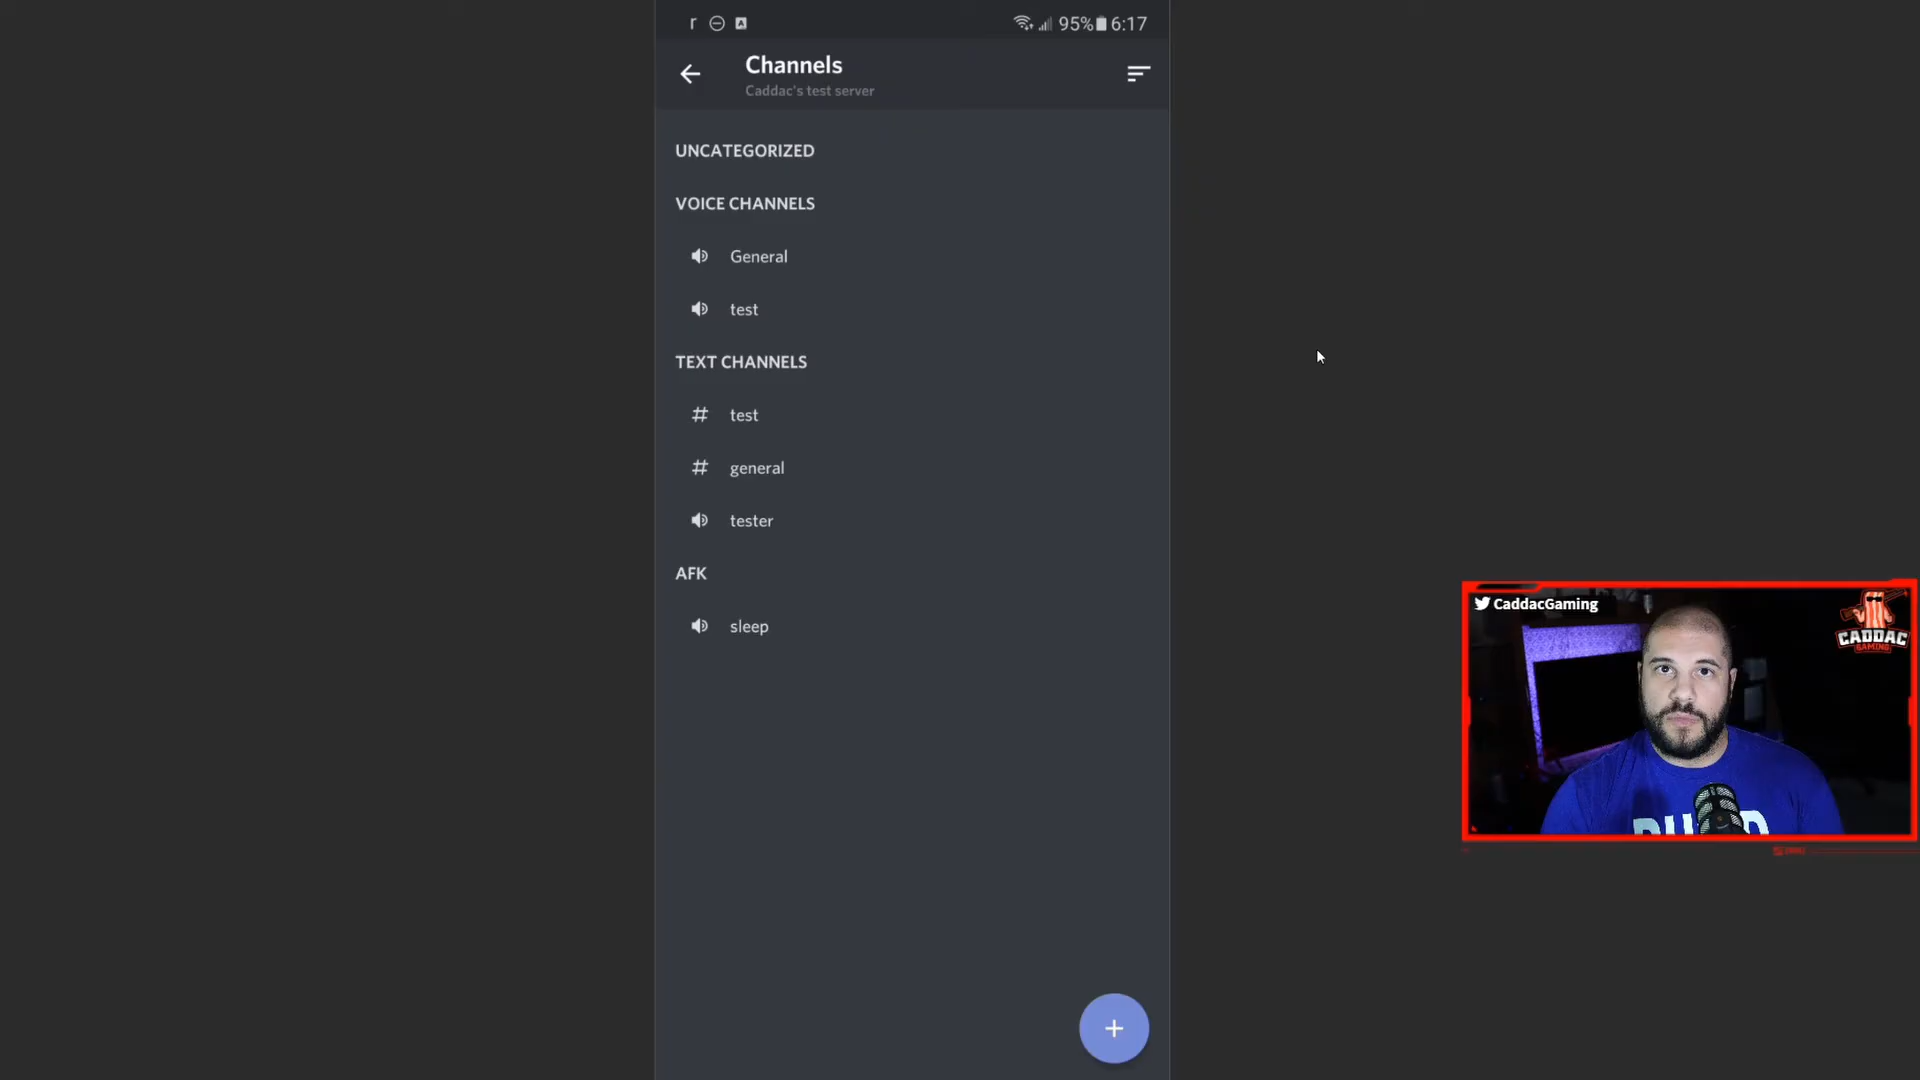 r 95% 6:17
Channels
Caddac's test server
UNCATEGORIZED
VOICE CHANNELS
General
test
TEXT CHANNELS
# test
# general
tester
AFK
sleep
+
CaddacGaming
CADDAC
GAMING